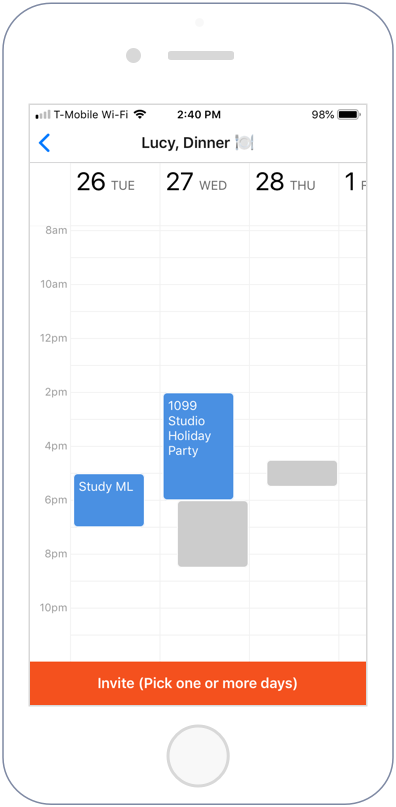 T-Mobile Wi-Fi 2:40 PM 98%
Lucy, Dinner 🍽️
26 TUE 27 WED 28 THU 1 F
8am
10am
12pm
2pm
1099
Studio
Holiday
Party
4pm
Study ML
6pm
8pm
10pm
Invite (Pick one or more days)